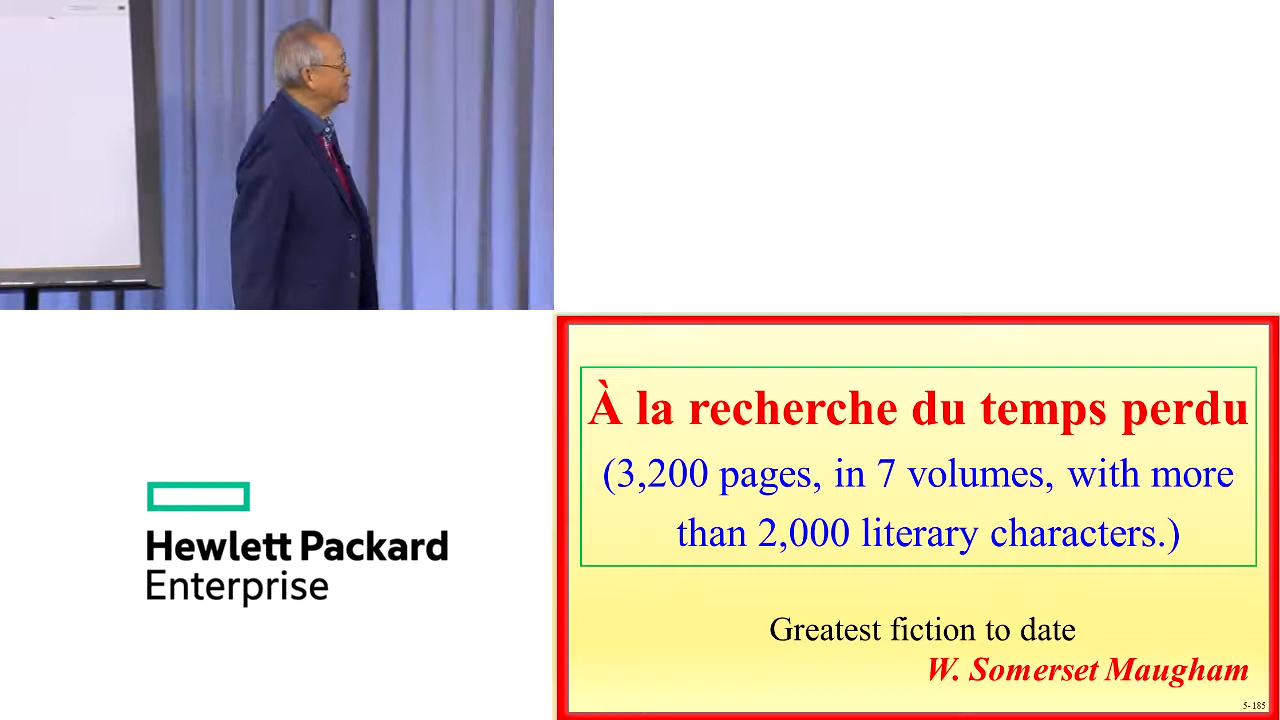 Hewlett Packard
Enterprise
À la recherche du temps perdu
(3,200 pages, in 7 volumes, with more
than 2,000 literary characters.)
Greatest fiction to date
W. Somerset Maugham
5-185